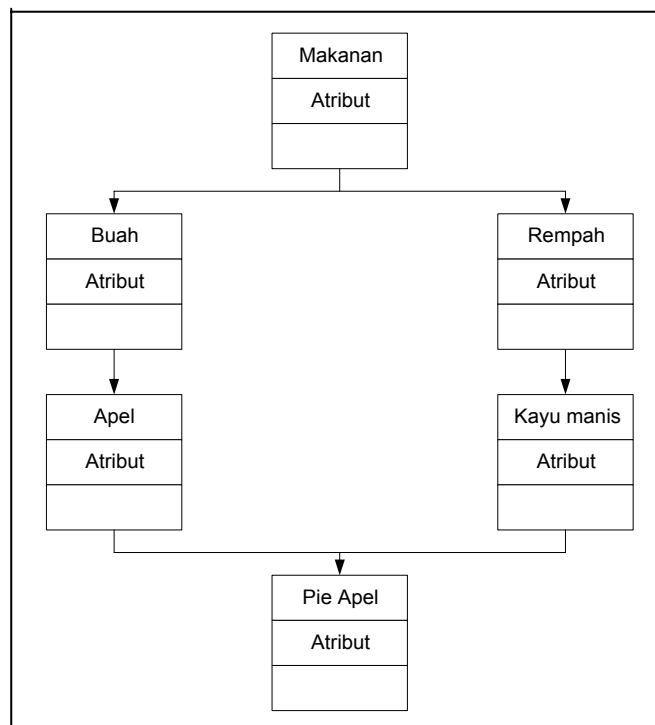 Makanan
Atribut
Buah
Atribut
Rempah
Atribut
Apel
Atribut
Kayu manis
Atribut
Pie Apel
Atribut